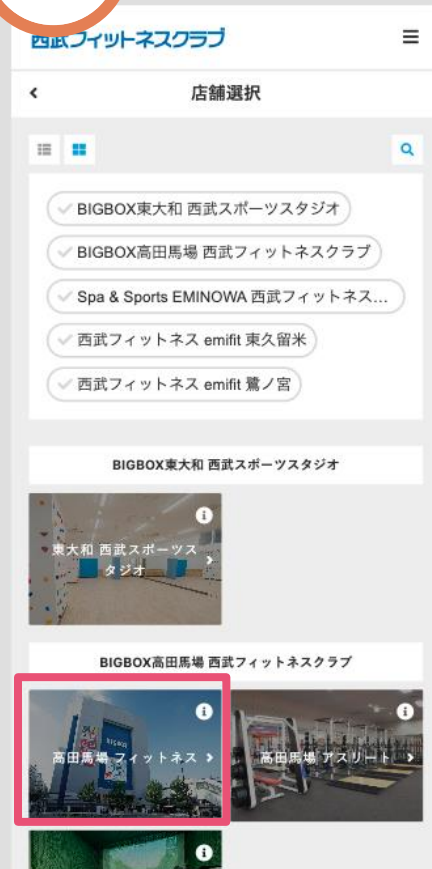 西武フィットネスクラブ
店舗選択
BIGBOX東大和 西武スポーツスタジオ
BIGBOX高田馬場 西武フィットネスクラブ
Spa & Sports EMINOWA 西武フィットネス...
西武フィットネス emifit 東久留米
西武フィットネス emifit 鷺ノ宮
BIGBOX東大和 西武スポーツスタジオ
東大和 西武スポーツス
タジオ
BIGBOX高田馬場 西武フィットネスクラブ
BIGBOX
高田馬場 フィットネス
高田馬場 アスリート